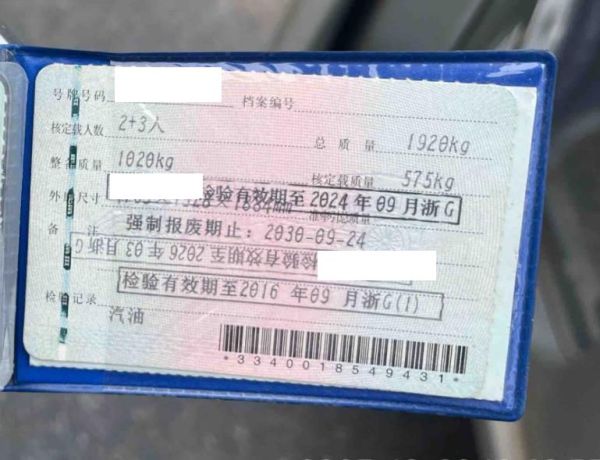 号牌号码 档案编号
核定载人数 2+3人 总质量 1920kg
整备质量 1020kg 核定载质量 575kg
检验有效期至2024年09月浙G
外廓尺寸
备注 强制报废期止：2030-09-24
检验有效期至2026年03月浙G
检验有效期至2016年09月浙G(1)
检验记录
汽油
*3340018549431*